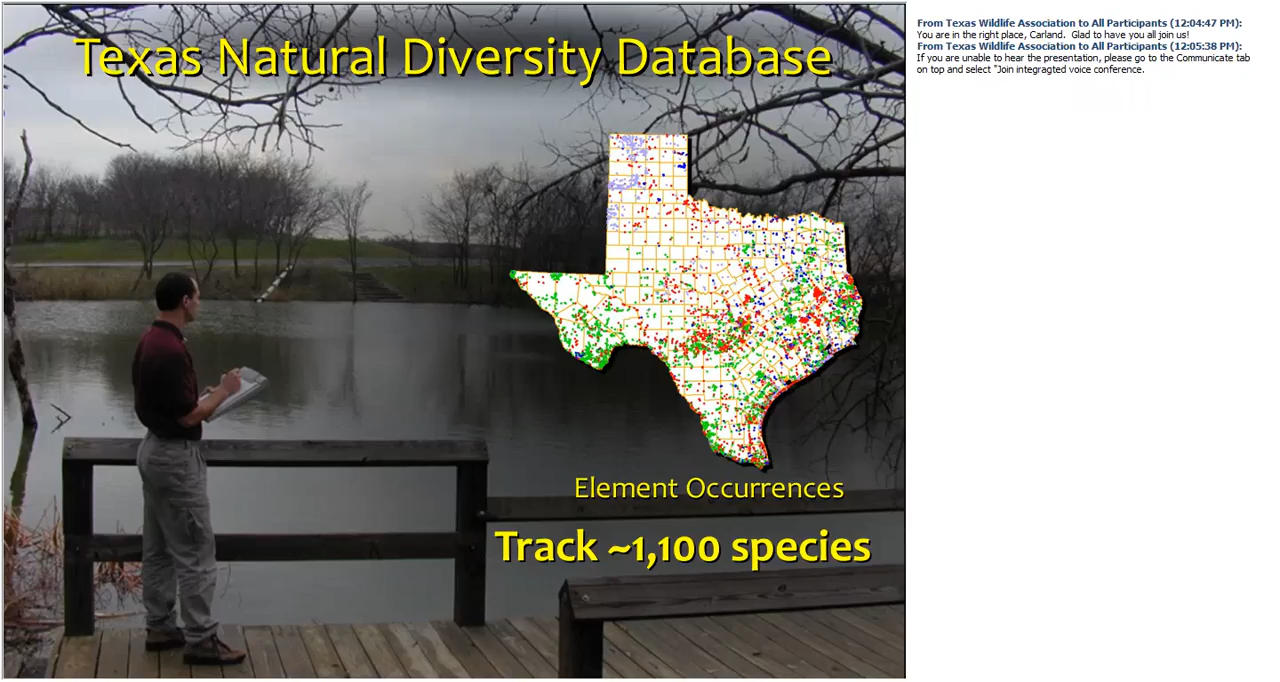 Texas Natural Diversity Database
Element Occurrences
Track ~1,100 species
From Texas Wildlife Association to All Participants (12:04:47 PM):
You are in the right place, Carland.  Glad to have you all join us!
From Texas Wildlife Association to All Participants (12:05:38 PM):
If you are unable to hear the presentation, please go to the Communicate tab
on top and select "Join integragted voice conference.